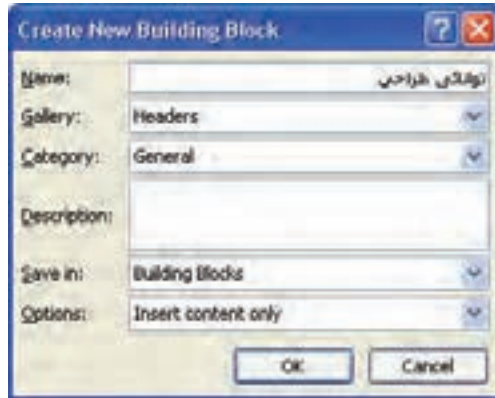 Create New Building Block
Name: توانائی طراحی
Gallery: Headers
Category: General
Description:
Save in: Building Blocks
Options: Insert content only
OK Cancel